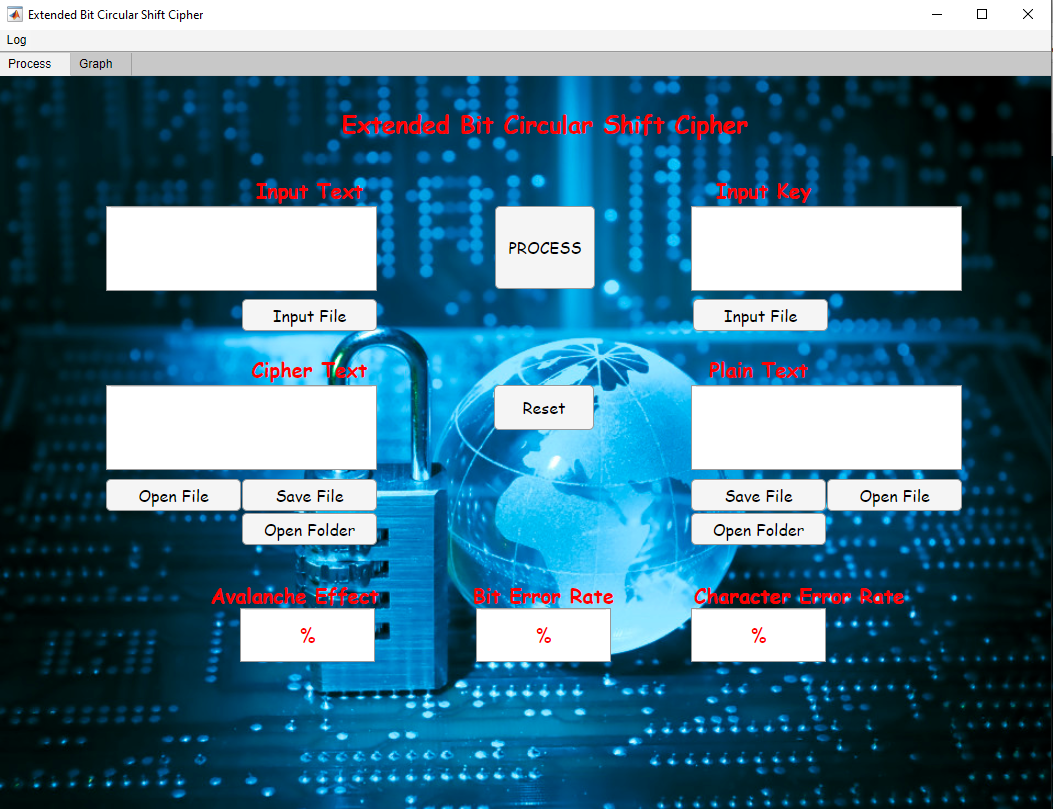 Extended Bit Circular Shift Cipher
Log
Process Graph
Extended Bit Circular Shift Cipher
Input Text Input Key
PROCESS
Input File Input File
Cipher Text Plain Text
Reset
Open File Save File Save File Open File
Open Folder Open Folder
Avalanche Effect Bit Error Rate Character Error Rate
% % %